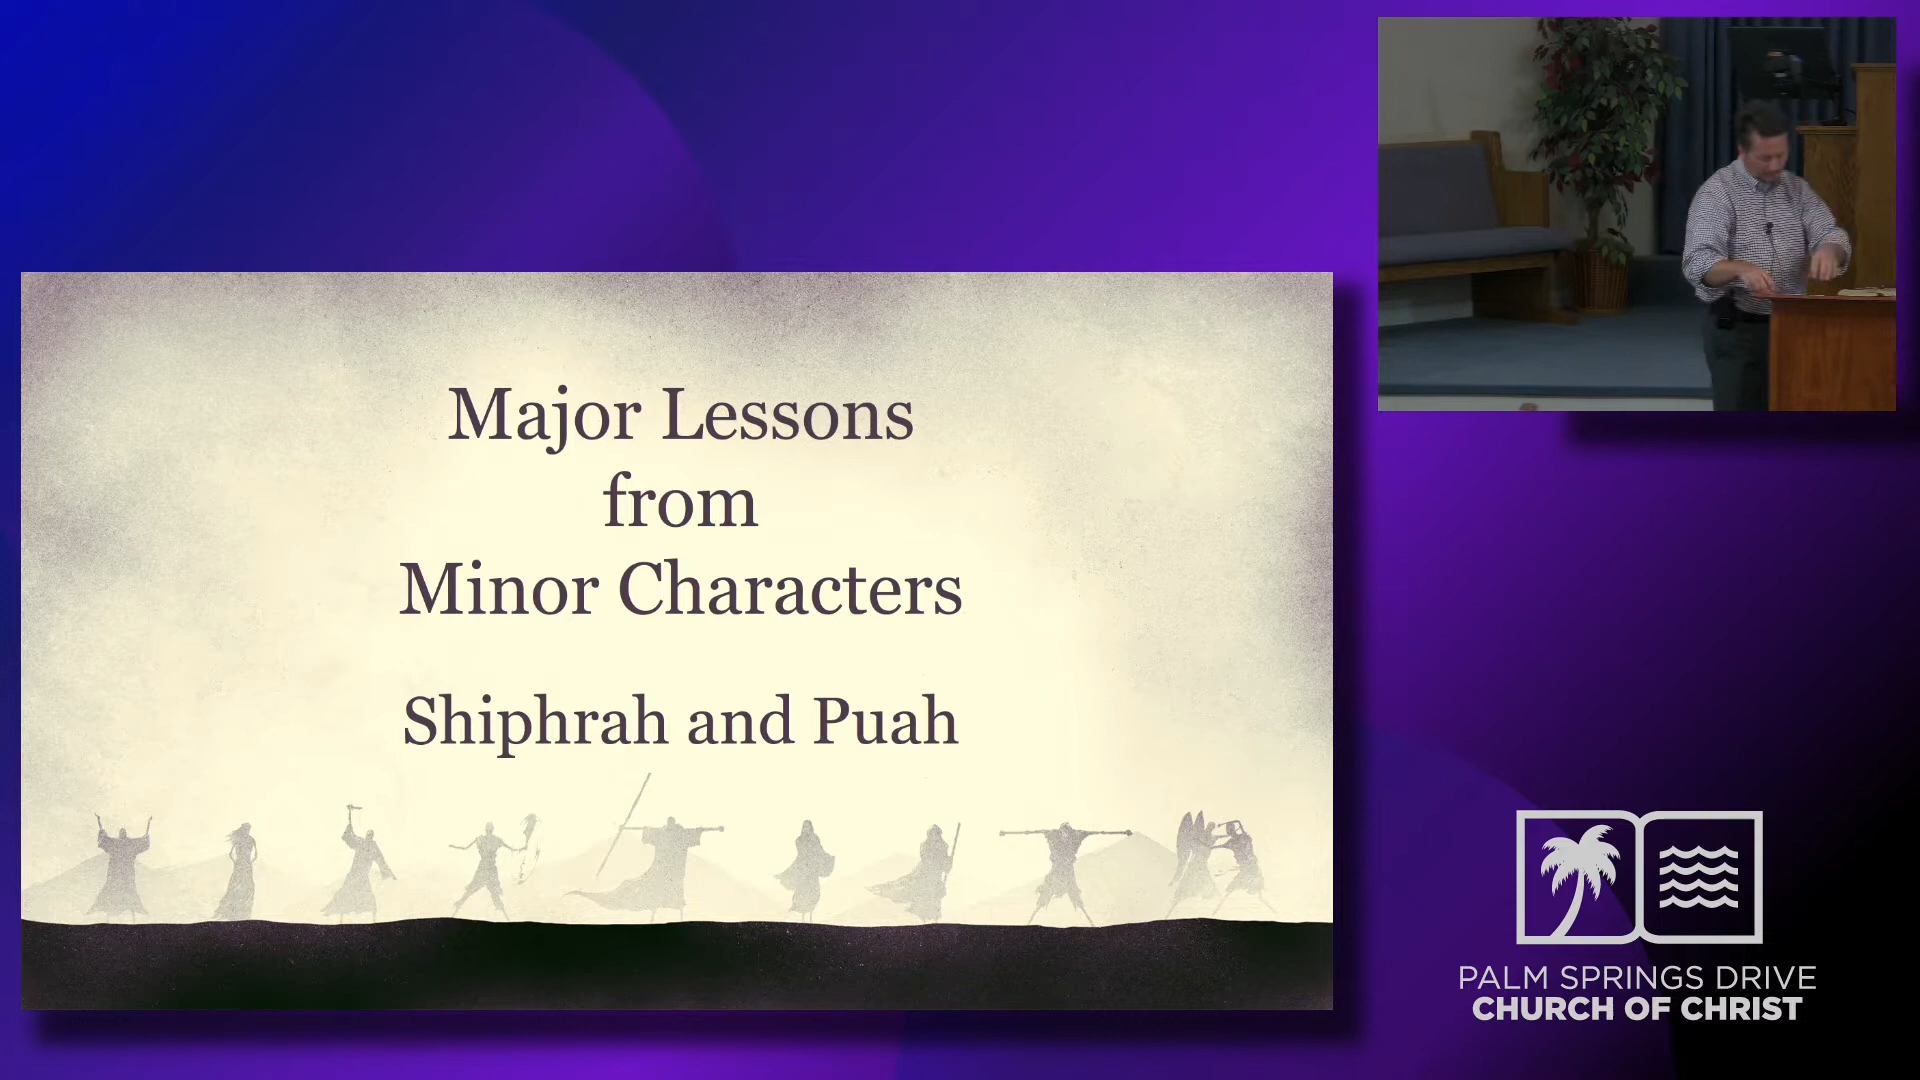 Major Lessons
from
Minor Characters
Shiphrah and Puah
PALM SPRINGS DRIVE
CHURCH OF CHRIST